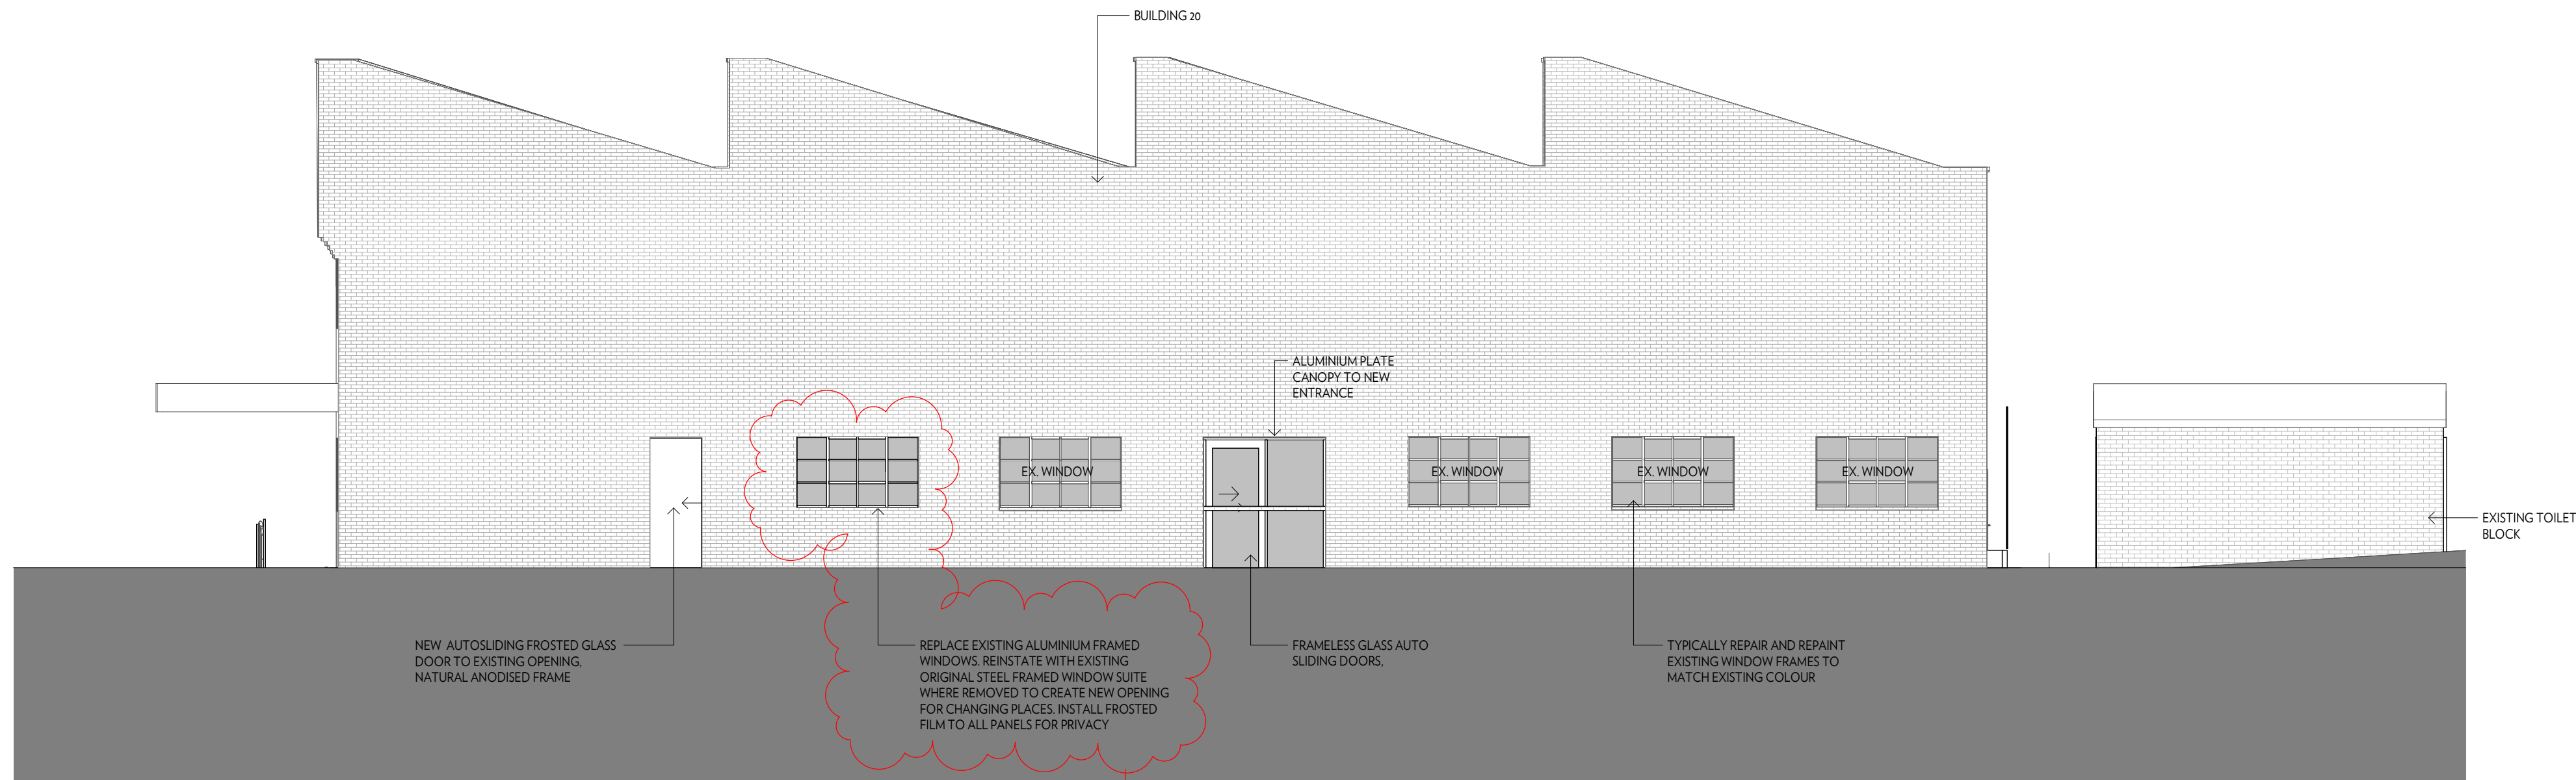 BUILDING 20
ALUMINIUM PLATE
CANOPY TO NEW
ENTRANCE
EX. WINDOW
EX. WINDOW
EX. WINDOW
EX. WINDOW
EXISTING TOILET
BLOCK
NEW AUTOSLIDING FROSTED GLASS
DOOR TO EXISTING OPENING,
NATURAL ANODISED FRAME
REPLACE EXISTING ALUMINIUM FRAMED
WINDOWS. REINSTATE WITH EXISTING
ORIGINAL STEEL FRAMED WINDOW SUITE
WHERE REMOVED TO CREATE NEW OPENING
FOR CHANGING PLACES. INSTALL FROSTED
FILM TO ALL PANELS FOR PRIVACY
FRAMELESS GLASS AUTO
SLIDING DOORS,
TYPICALLY REPAIR AND REPAINT
EXISTING WINDOW FRAMES TO
MATCH EXISTING COLOUR